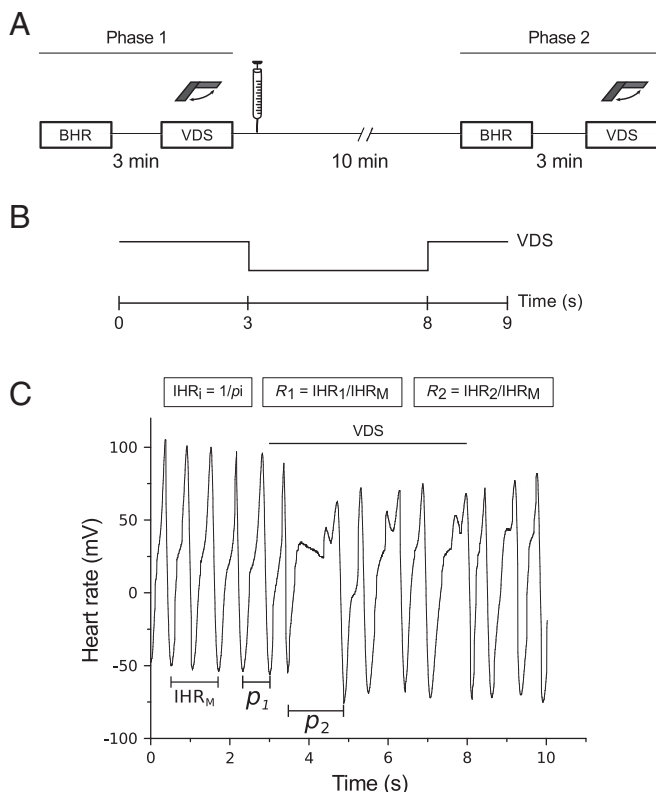 A
Phase 1
Phase 2
BHR
VDS
BHR
VDS
3 min
10 min
3 min
B
VDS
Time (s)
0
3
8
9
C
IHRi = 1/pi
R1 = IHR1/IHRM
R2 = IHR2/IHRM
VDS
100
50
0
-50
-100
Heart rate (mV)
IHRM
p1
p2
0
2
4
6
8
10
Time (s)